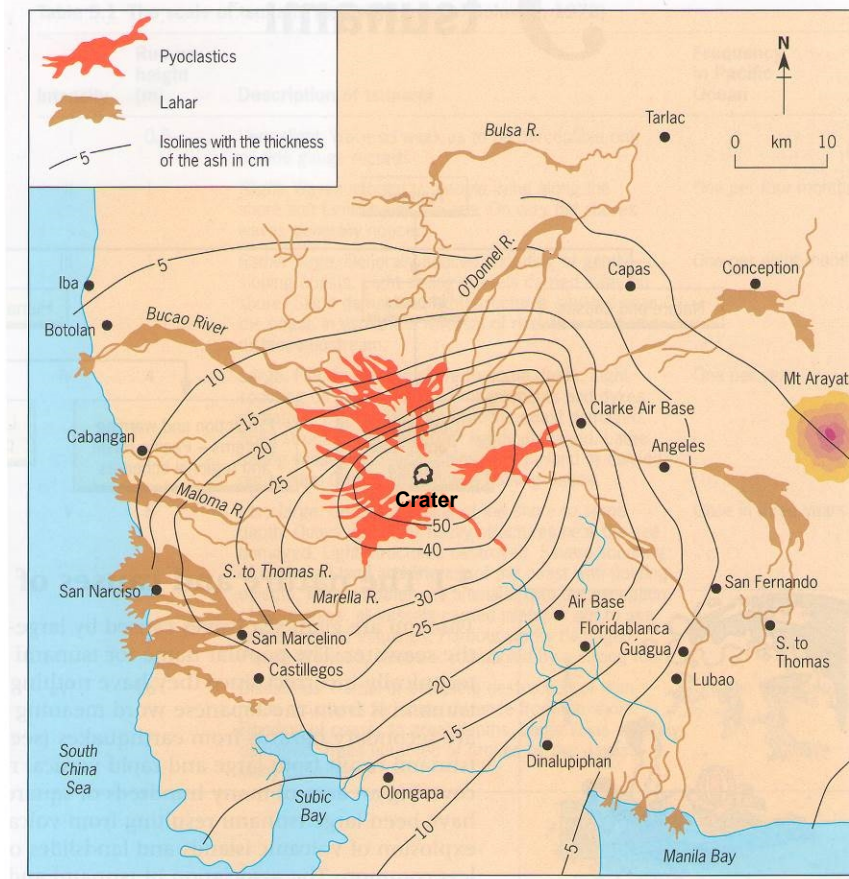 Pyoclastics
Lahar
5
Isolines with the thickness
of the ash in cm
N
0 km 10
Tarlac
Bulsa R.
5
O'Donnel R.
Iba
Capas
Conception
Botolan
Bucao River
10
Mt Arayat
15
Clarke Air Base
20
Cabangan
Angeles
25
Crater
Maloma R.
50
40
S. to Thomas R.
San Narciso
Marella R.
30
San Fernando
Air Base
25
San Marcelino
Floridablanca
S. to
Thomas
Guagua
Castillegos
20
Lubao
15
South
China
Sea
Dinalupiphan
Subic
Bay
Olongapa
10
5
Manila Bay